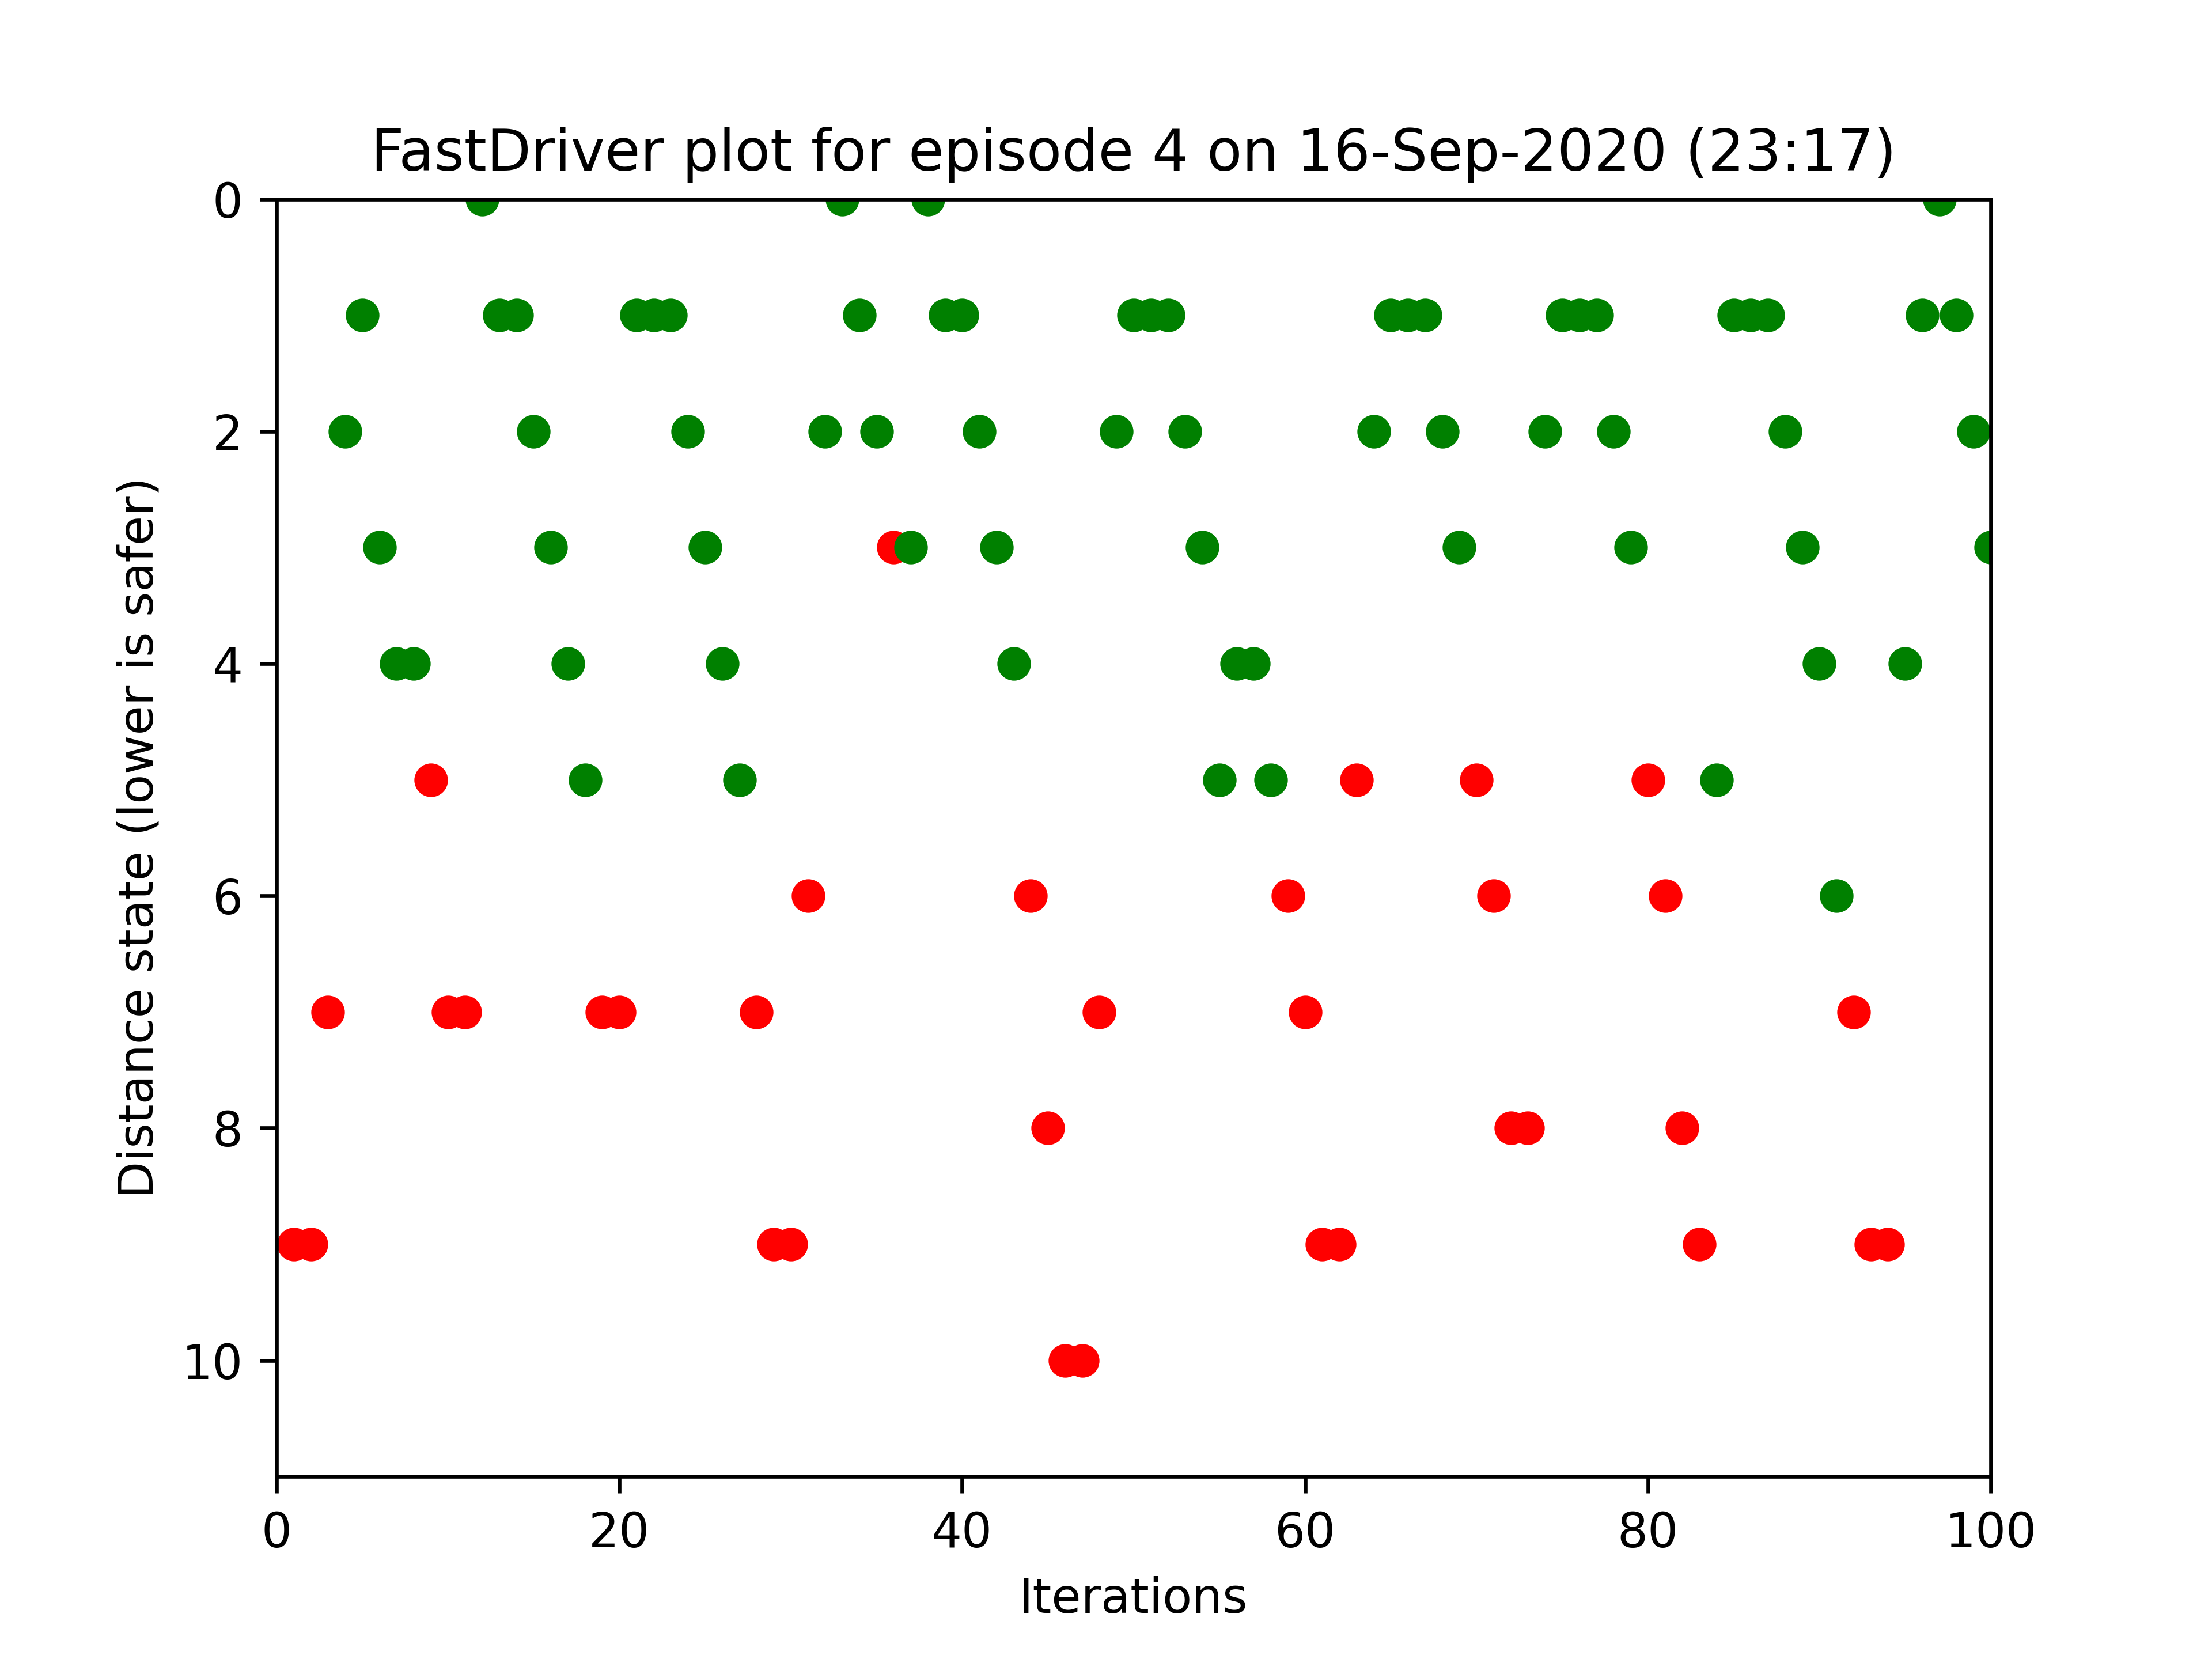 FastDriver plot for episode 4 on 16-Sep-2020 (23:17)
Distance state (lower is safer)
0
2
4
6
8
10
0 20 40 60 80 100
Iterations